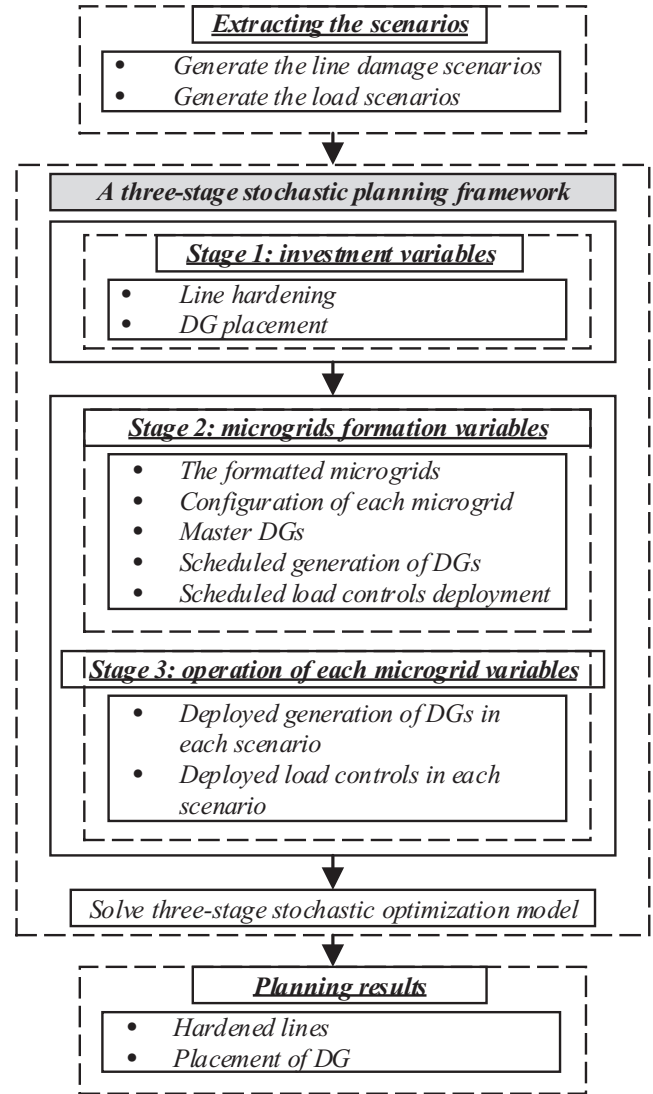 Extracting the scenarios
• Generate the line damage scenarios
• Generate the load scenarios
A three-stage stochastic planning framework
Stage 1: investment variables
• Line hardening
• DG placement
Stage 2: microgrids formation variables
• The formatted microgrids
• Configuration of each microgrid
• Master DGs
• Scheduled generation of DGs
• Scheduled load controls deployment
Stage 3: operation of each microgrid variables
• Deployed generation of DGs in
each scenario
• Deployed load controls in each
scenario
Solve three-stage stochastic optimization model
Planning results
• Hardened lines
• Placement of DG